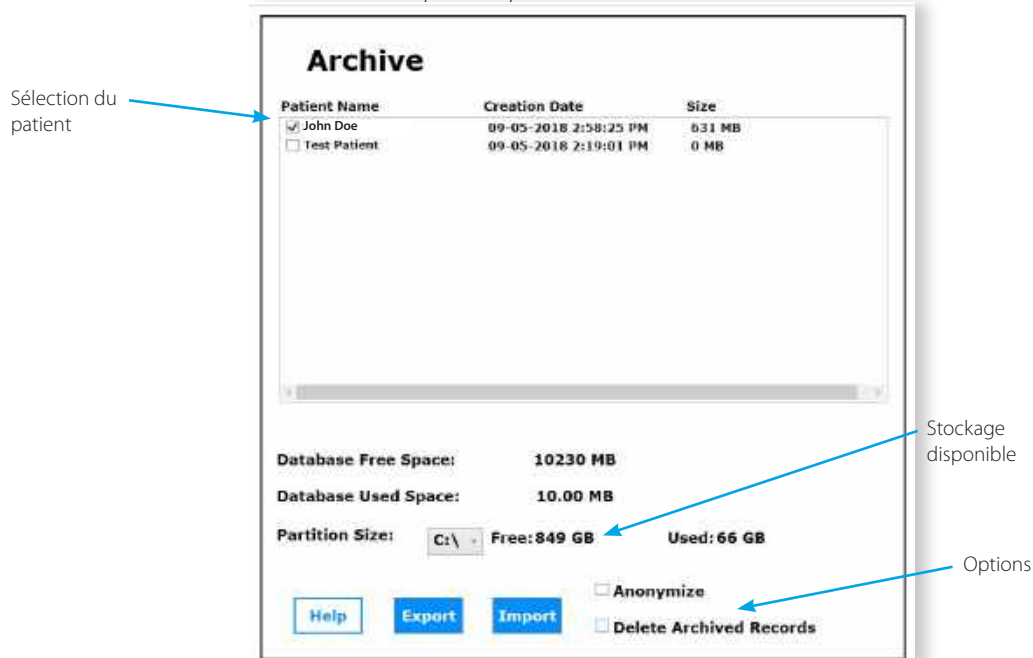 Archive
Sélection du
patient
Patient Name Creation Date Size
John Doe 09-05-2018 2:58:25 PM 631 MB
Test Patient 09-05-2018 2:19:01 PM 0 MB
Stockage
disponible
Database Free Space: 10230 MB
Database Used Space: 10.00 MB
Partition Size: C:\ Free: 849 GB Used: 66 GB
Options
Anonymize
Help Export Import
Delete Archived Records